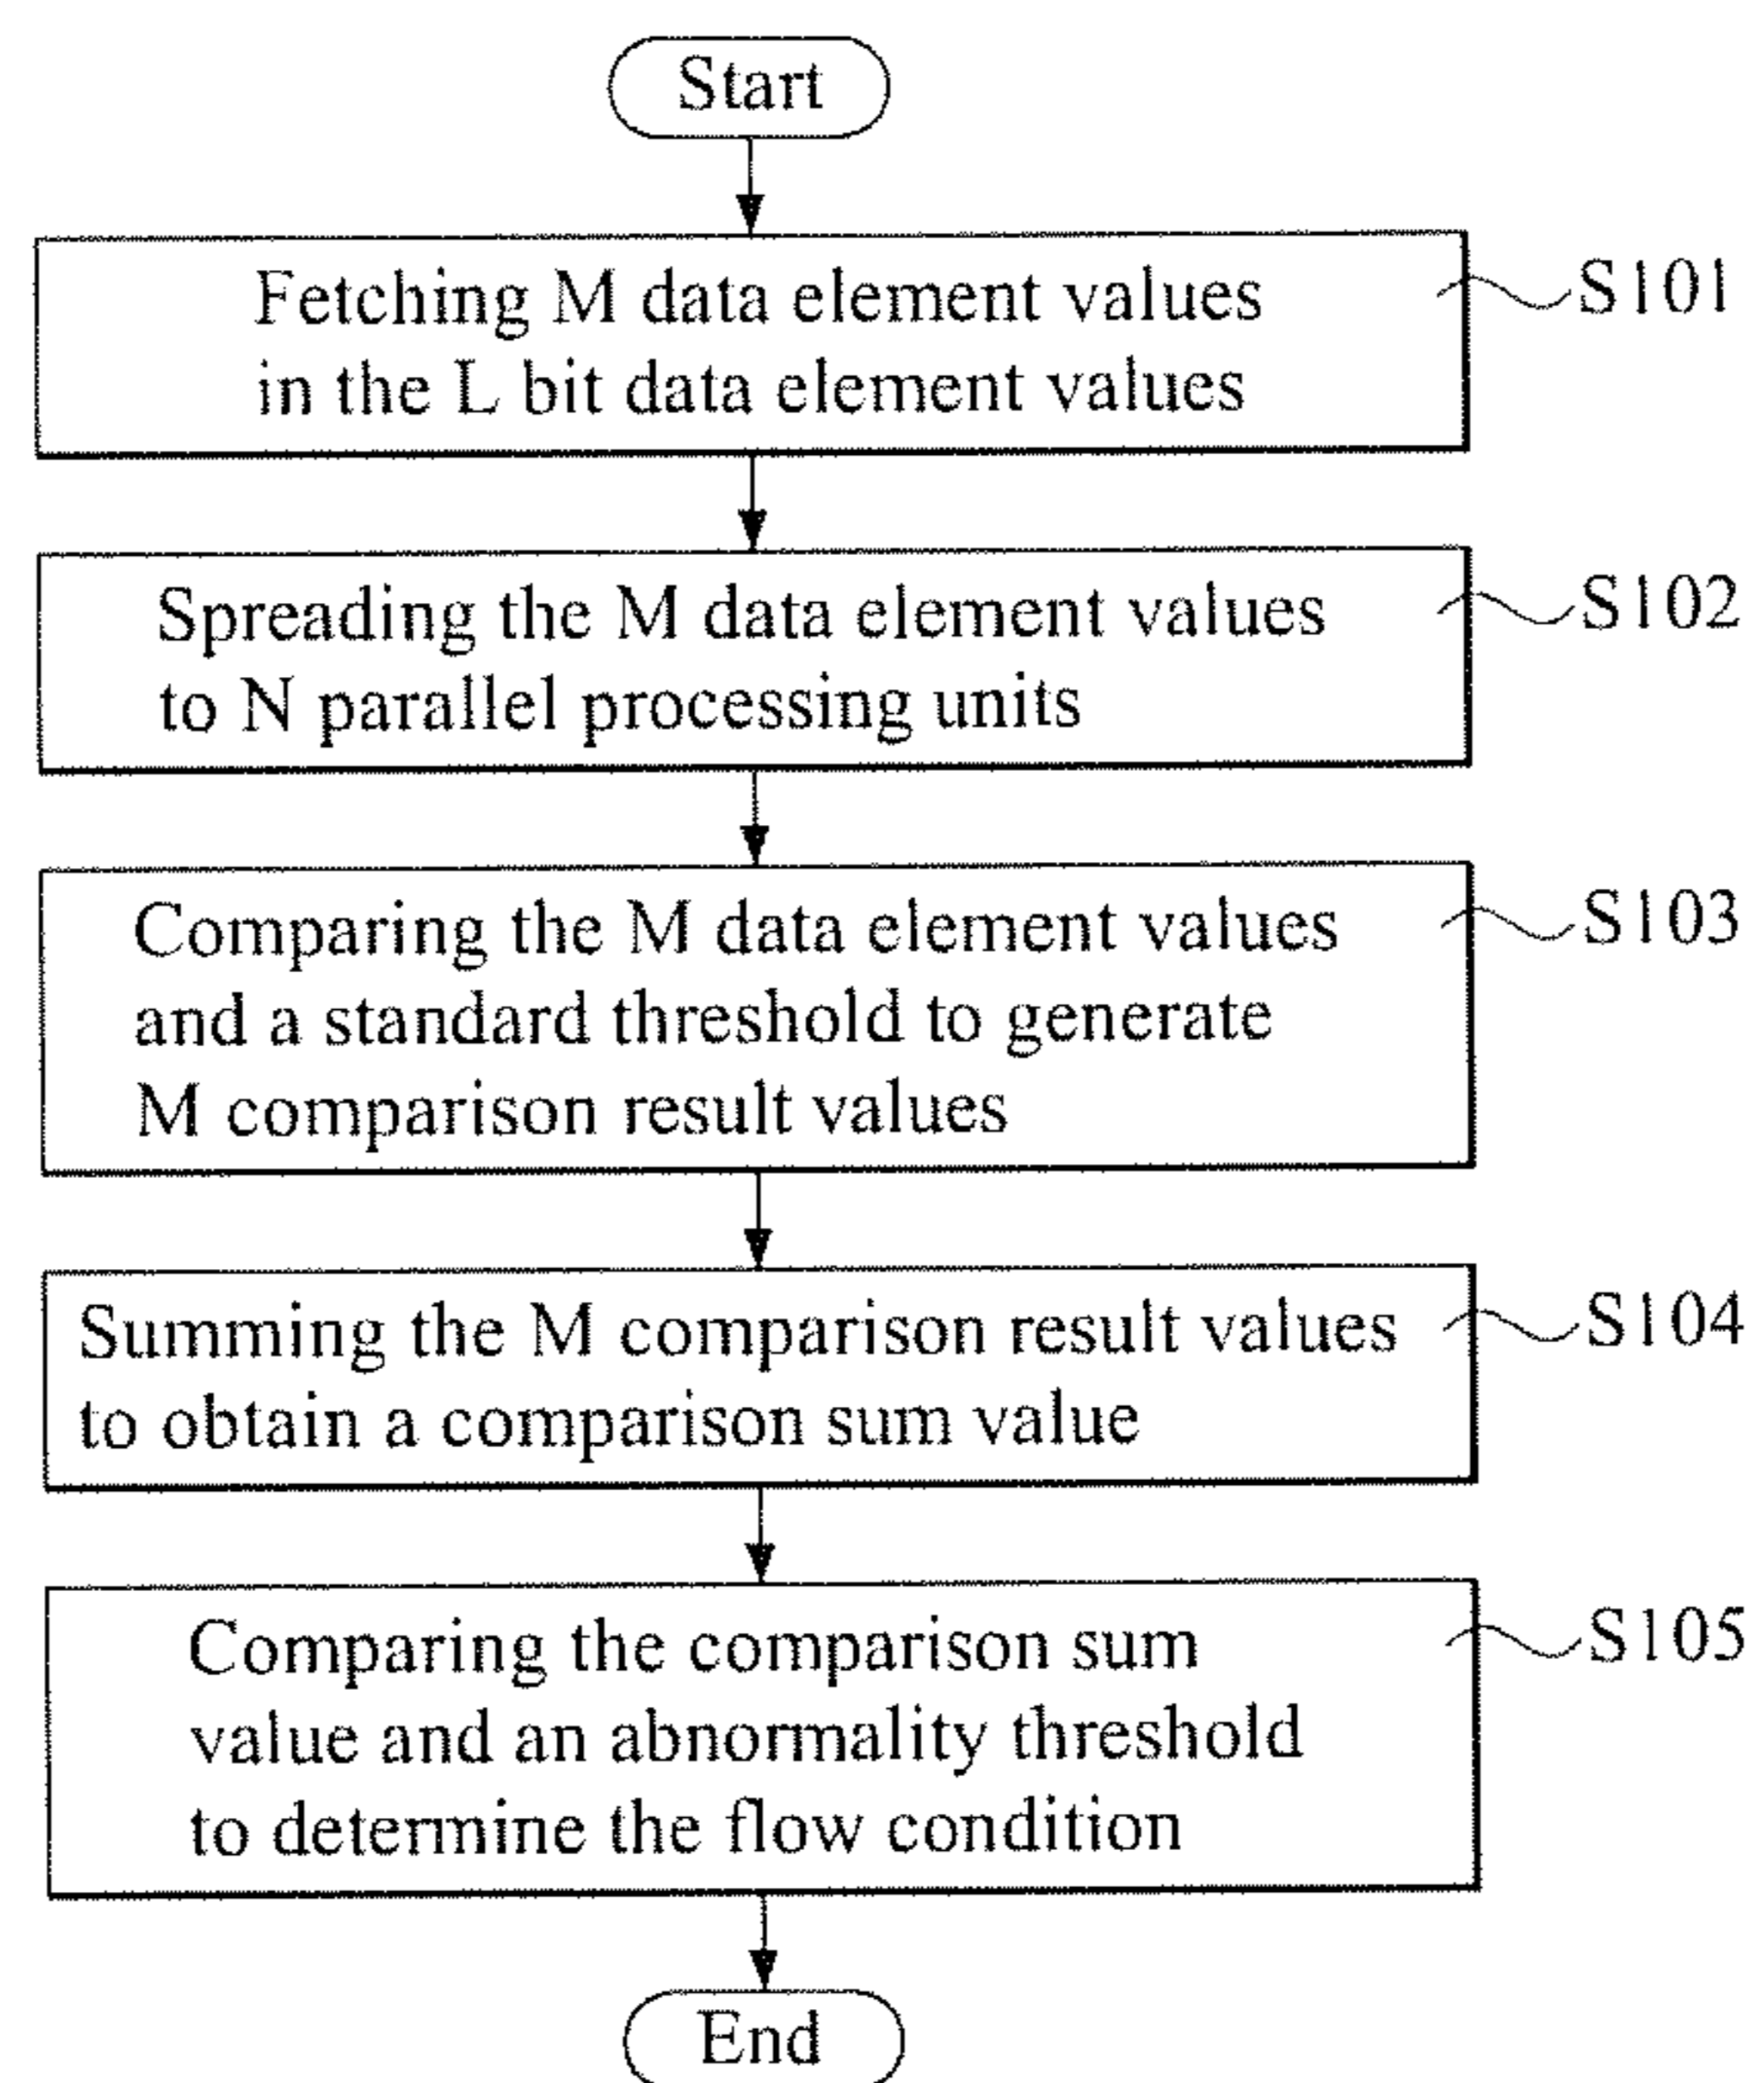 Start
Fetching M data element values
in the L bit data element values
S101
Spreading the M data element values
to N parallel processing units
S102
Comparing the M data element values
and a standard threshold to generate
M comparison result values
S103
Summing the M comparison result values
to obtain a comparison sum value
S104
Comparing the comparison sum
value and an abnormality threshold
to determine the flow condition
S105
End